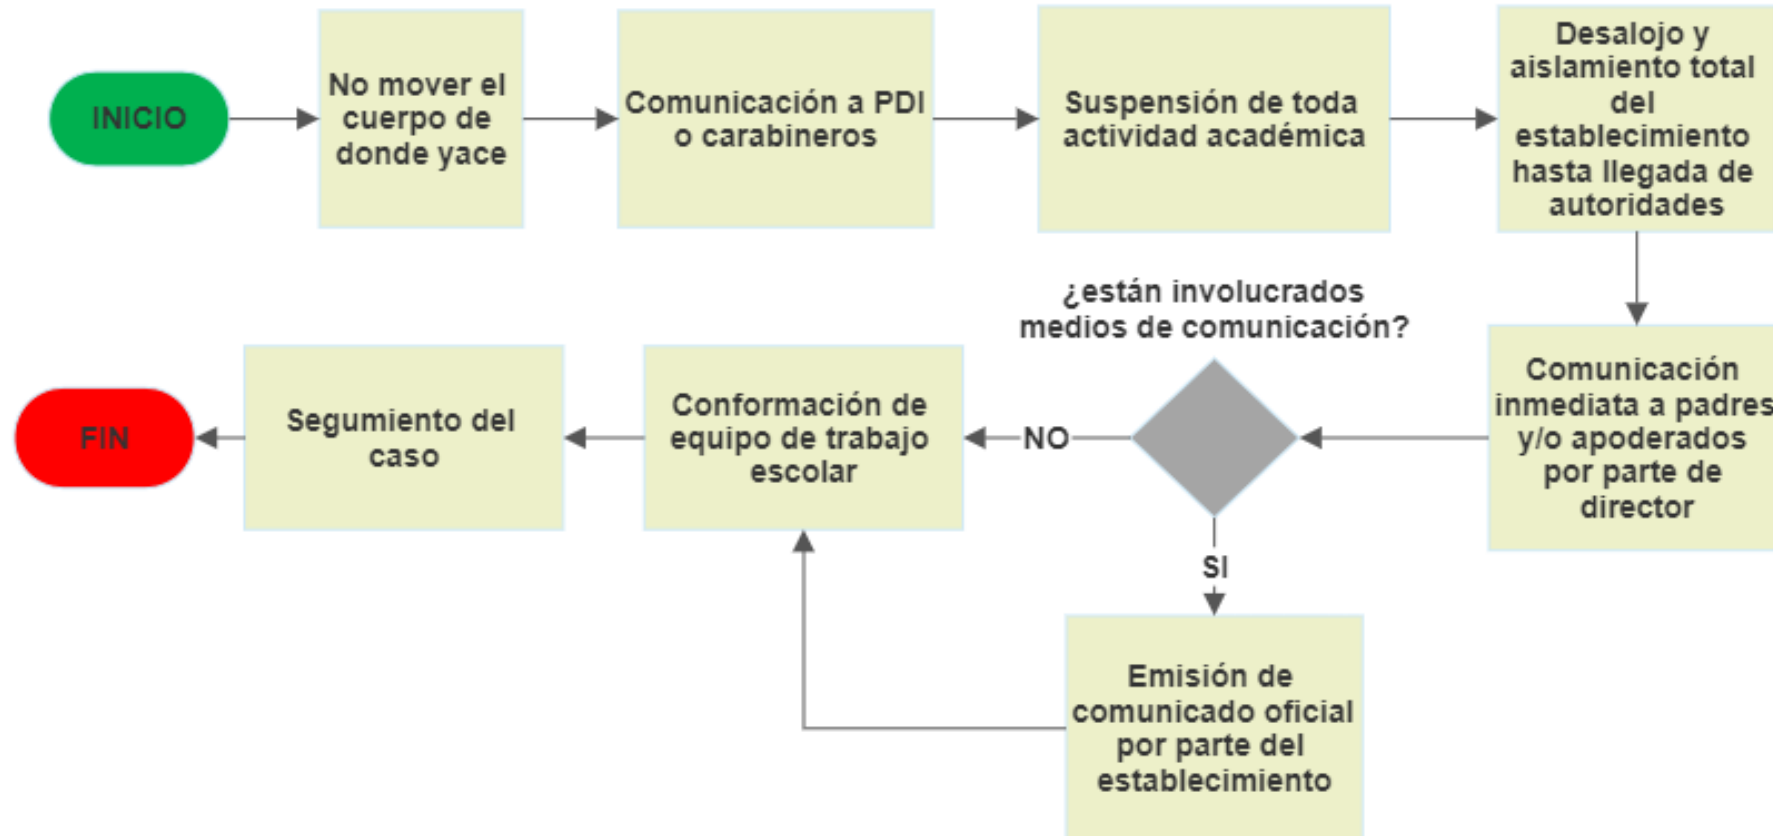 INICIO
No mover el
cuerpo de
donde yace
Comunicación a PDI
o carabineros
Suspensión de toda
actividad académica
Desalojo y
aislamiento total
del
establecimiento
hasta llegada de
autoridades
Comunicación
inmediata a padres
y/o apoderados
por parte de
director
¿están involucrados
medios de comunicación?
NO
SI
Emisión de
comunicado oficial
por parte del
establecimiento
Conformación de
equipo de trabajo
escolar
Segumiento del
caso
FIN